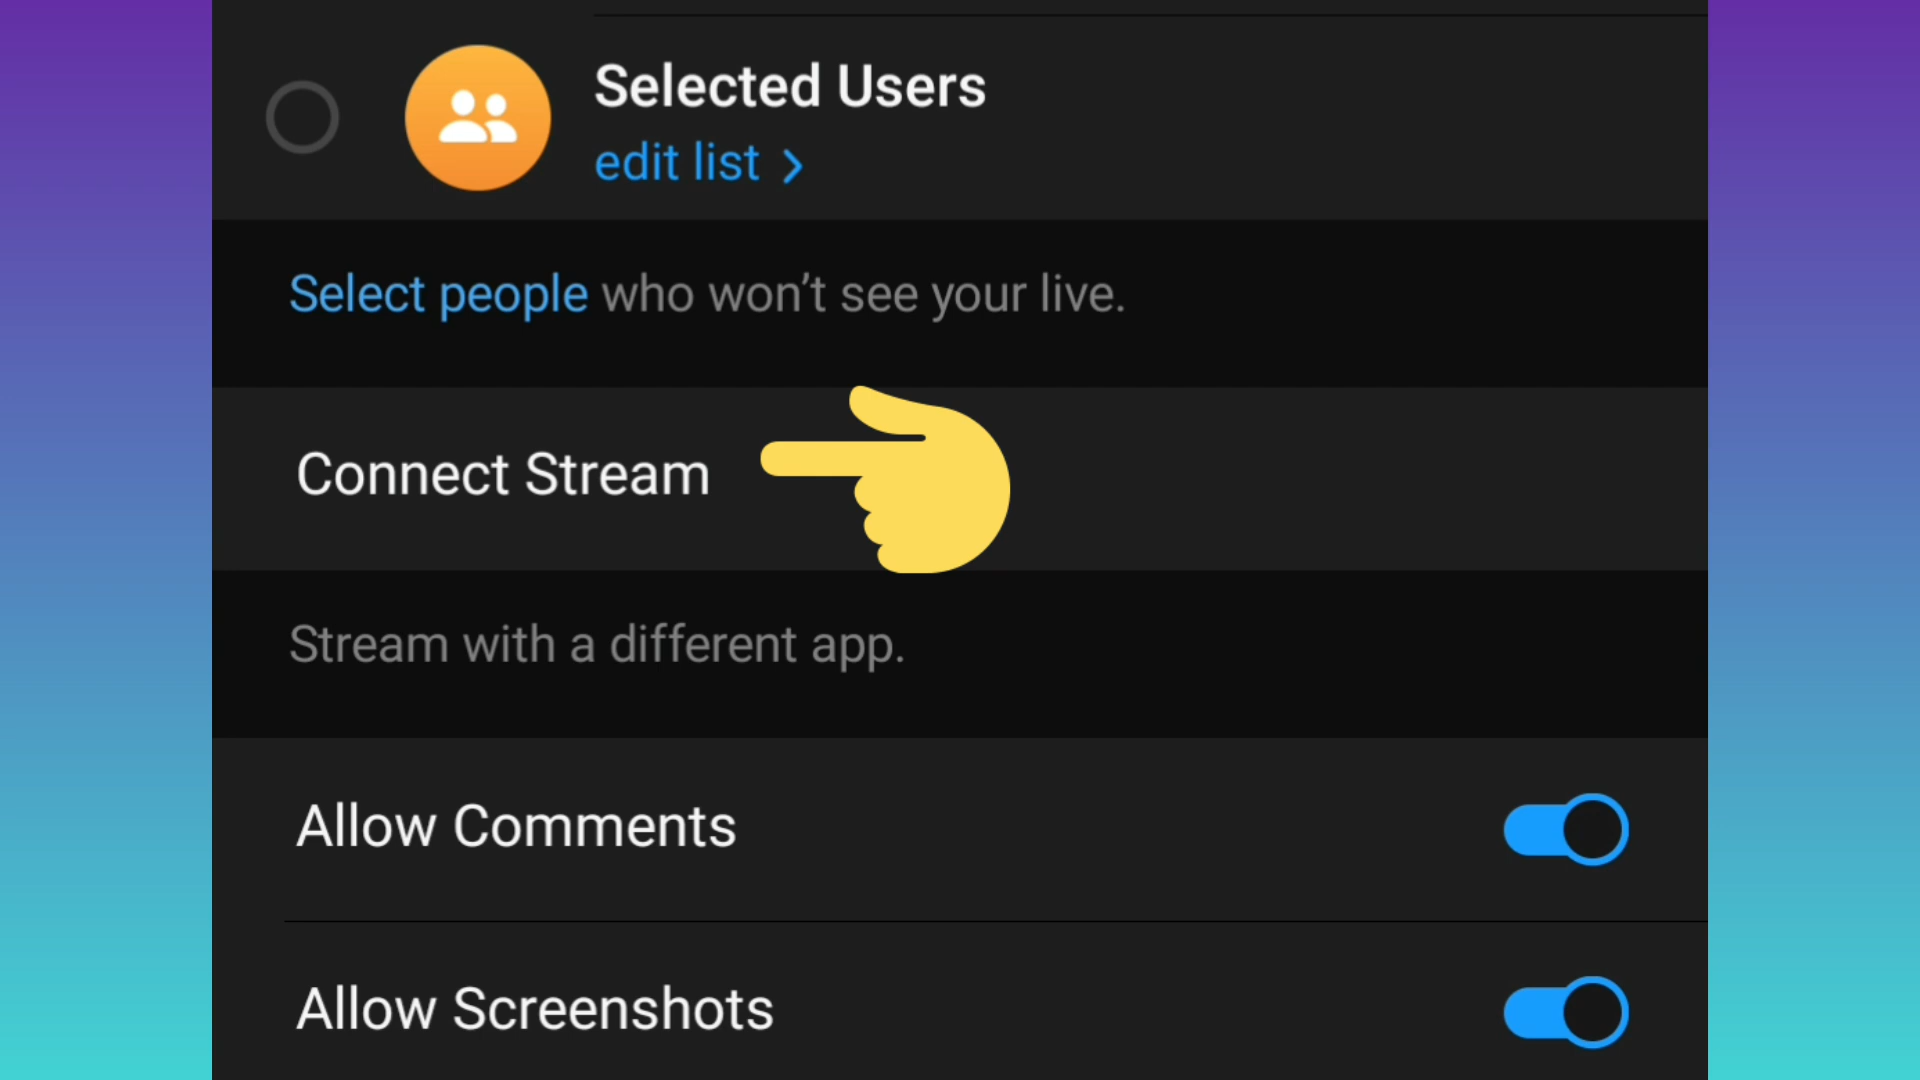 Selected Users
edit list
Select people who won’t see your live.
Connect Stream
Stream with a different app.
Allow Comments
Allow Screenshots